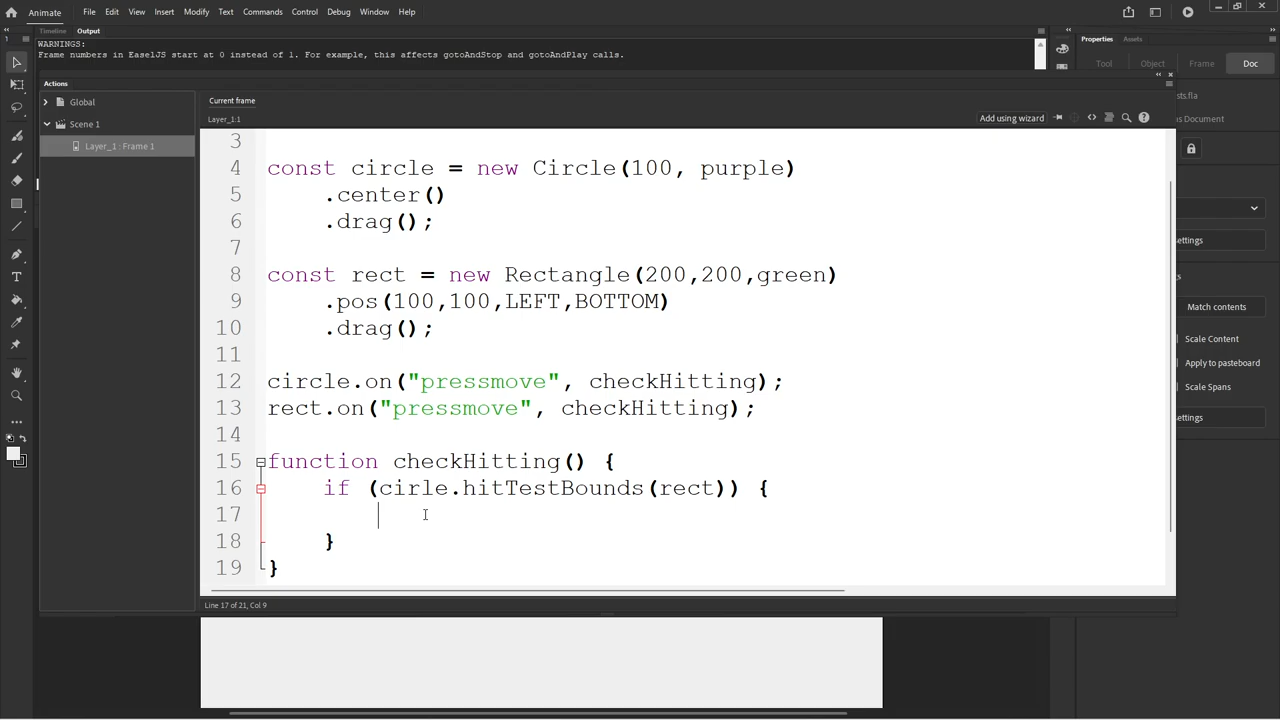 Animate File Edit View Insert Modify Text Commands Control Debug Window Help
Timeline Output
WARNINGS:
Frame numbers in EaselJS start at 0 instead of 1. For example, this affects gotoAndStop and gotoAndPlay calls.
Properties Assets
Tool Object Frame Doc
Actions
Global
Scene 1
Layer_1 : Frame 1
Current frame
Layer_1:1
Add using wizard
3
4 const circle = new Circle(100, purple)
5 .center()
6 .drag();
7
8 const rect = new Rectangle(200,200,green)
9 .pos(100,100,LEFT,BOTTOM)
10 .drag();
11
12 circle.on("pressmove", checkHitting);
13 rect.on("pressmove", checkHitting);
14
15 function checkHitting() {
16 if (cirle.hitTestBounds(rect)) {
17
18 }
19 }
Line 17 of 21, Col 9
sts.fla
s Document
ettings
s
Match contents
Scale Content
Apply to pasteboard
Scale Spans
ettings